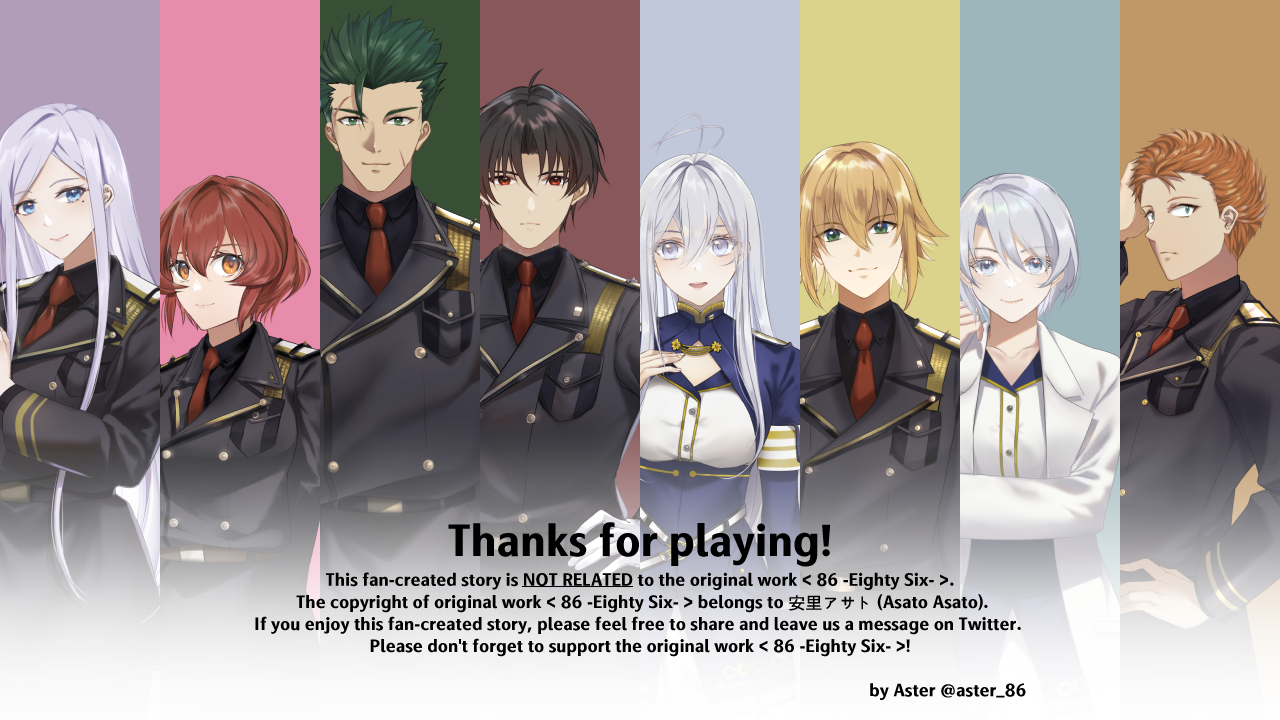 Thanks for playing!
This fan-created story is NOT RELATED to the original work < 86 -Eighty Six- >.
The copyright of original work < 86 -Eighty Six- > belongs to 安里アサト (Asato Asato).
If you enjoy this fan-created story, please feel free to share and leave us a message on Twitter.
Please don't forget to support the original work < 86 -Eighty Six- >!
by Aster @aster_86